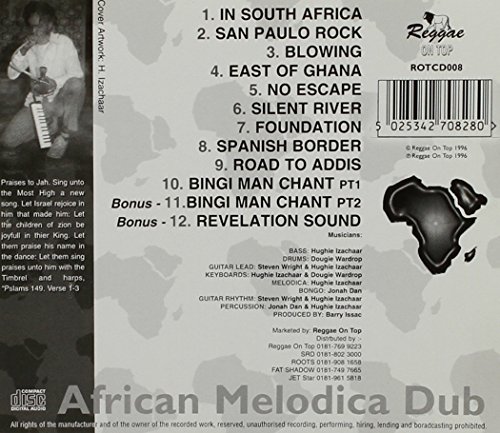 Cover Artwork: H. Izachaar
1. IN SOUTH AFRICA
2. SAN PAULO ROCK
3. BLOWING
4. EAST OF GHANA
5. NO ESCAPE
6. SILENT RIVER
7. FOUNDATION
8. SPANISH BORDER
9. ROAD TO ADDIS
10. BINGI MAN CHANT PT1
Bonus - 11.BINGI MAN CHANT PT2
Bonus - 12. REVELATION SOUND
Reggae
ON TOP
ROTCD008
5 025342 708280 >
© Reggae On Top 1996
℗ Reggae On Top 1996
Praises to Jah. Sing unto
the Most High a new
song. Let Israel rejoice in
him that made him: Let
the children of zion be
joyfull in thier King. Let
them praise his name in
the dance: Let them sing
praises unto him with the
Timbrel and harps,
"Pslams 149, Verse 1-3
Musicians:
BASS: Hughie Izachaar
DRUMS: Dougie Wardrop
GUITAR LEAD: Steven Wright & Hughie Izachaar
KEYBOARDS: Hughie Izachaar & Dougie Wardrop
MELODICA: Hughie Izachaar
BONGO: Jonah Dan
GUITAR RHYTHM: Steven Wright & Hughie Izachaar
PERCUSSION: Jonah Dan & Hughie Izachaar
PRODUCED BY: Barry Issac
Marketed by: Reggae On Top
Distributed by :-
Reggae On Top 0181-769 9223
SRD 0181-802 3000
ROOTS 0181-908 1658
FAT SHADOW 0181-749 7665
JET Star 0181-961 5818
COMPACT
disc
DIGITAL AUDIO
African Melodica Dub
All rights of the manufacturer and of the owner of the recorded work, reserved, unauthorised recording, performing, hiring, lending and broadcasting prohibited.